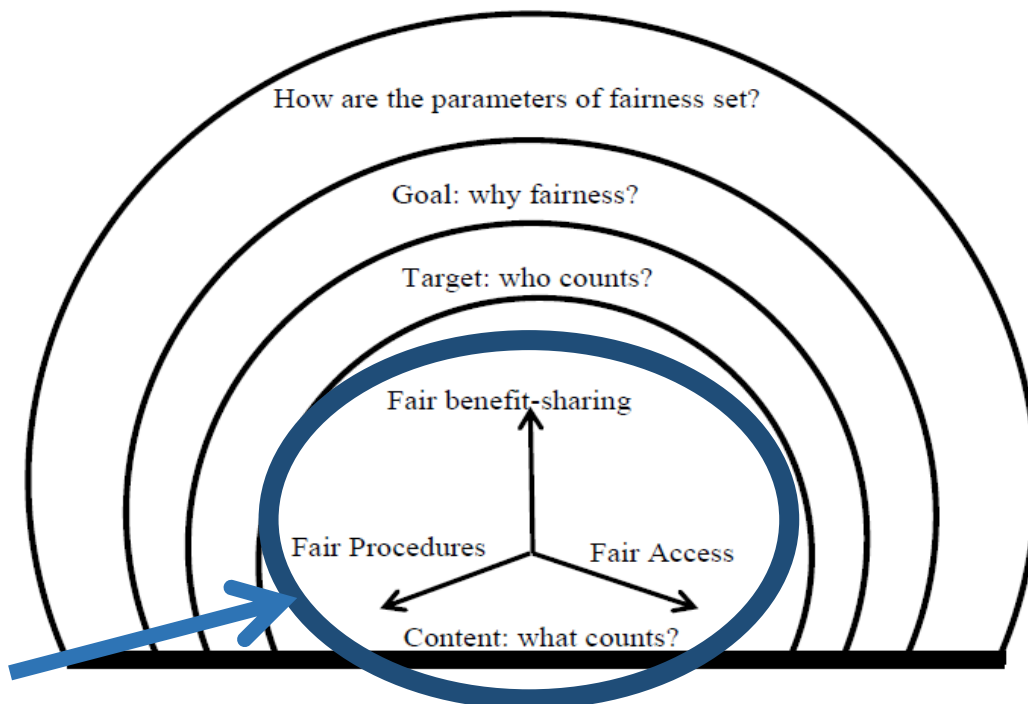 How are the parameters of fairness set?
Goal: why fairness?
Target: who counts?
Fair benefit-sharing
Fair Procedures
Fair Access
Content: what counts?